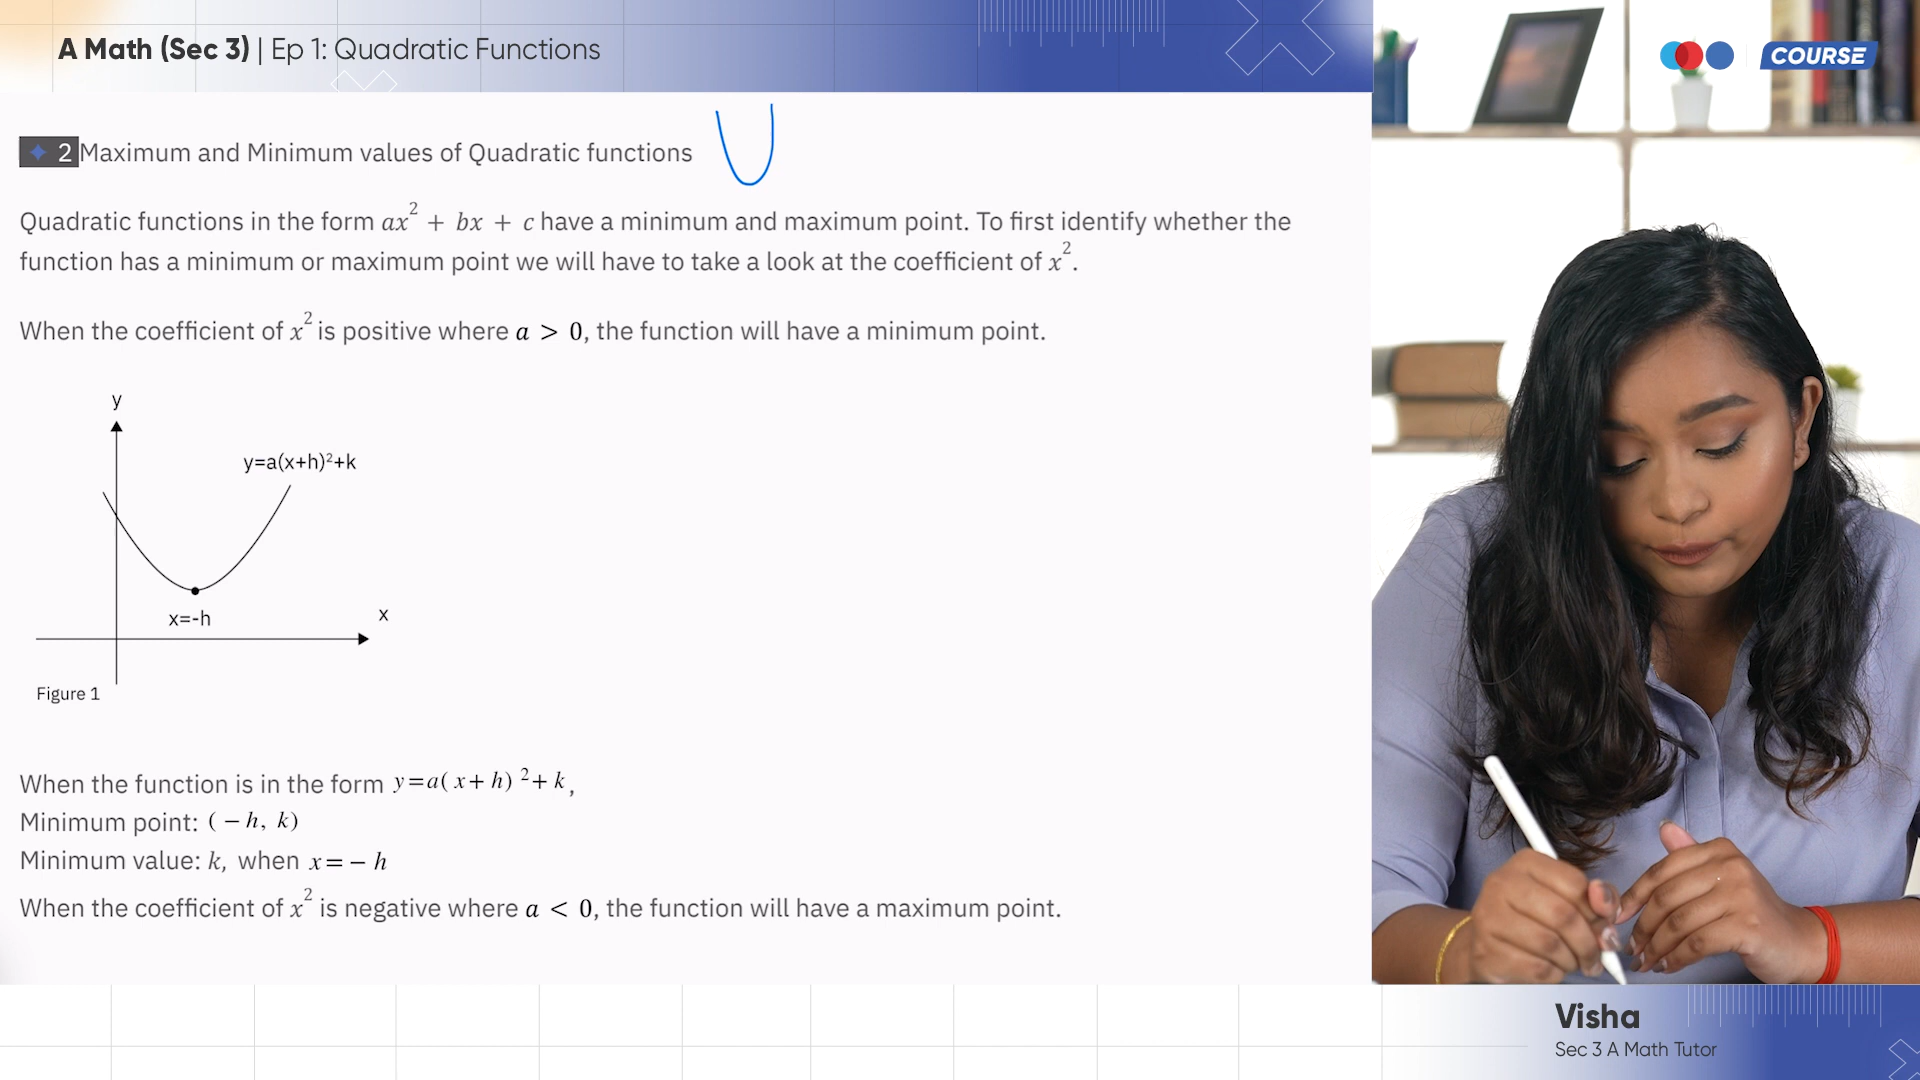 A Math (Sec 3) | Ep 1: Quadratic Functions
COURSE
2 Maximum and Minimum values of Quadratic functions
Quadratic functions in the form ax² + bx + c have a minimum and maximum point. To first identify whether the
function has a minimum or maximum point we will have to take a look at the coefficient of x².
When the coefficient of x² is positive where a > 0, the function will have a minimum point.
y
y=a(x+h)²+k
x=-h
x
Figure 1
When the function is in the form y=a(x+h)²+k,
Minimum point: (−h, k)
Minimum value: k, when x=−h
When the coefficient of x² is negative where a < 0, the function will have a maximum point.
Visha
Sec 3 A Math Tutor